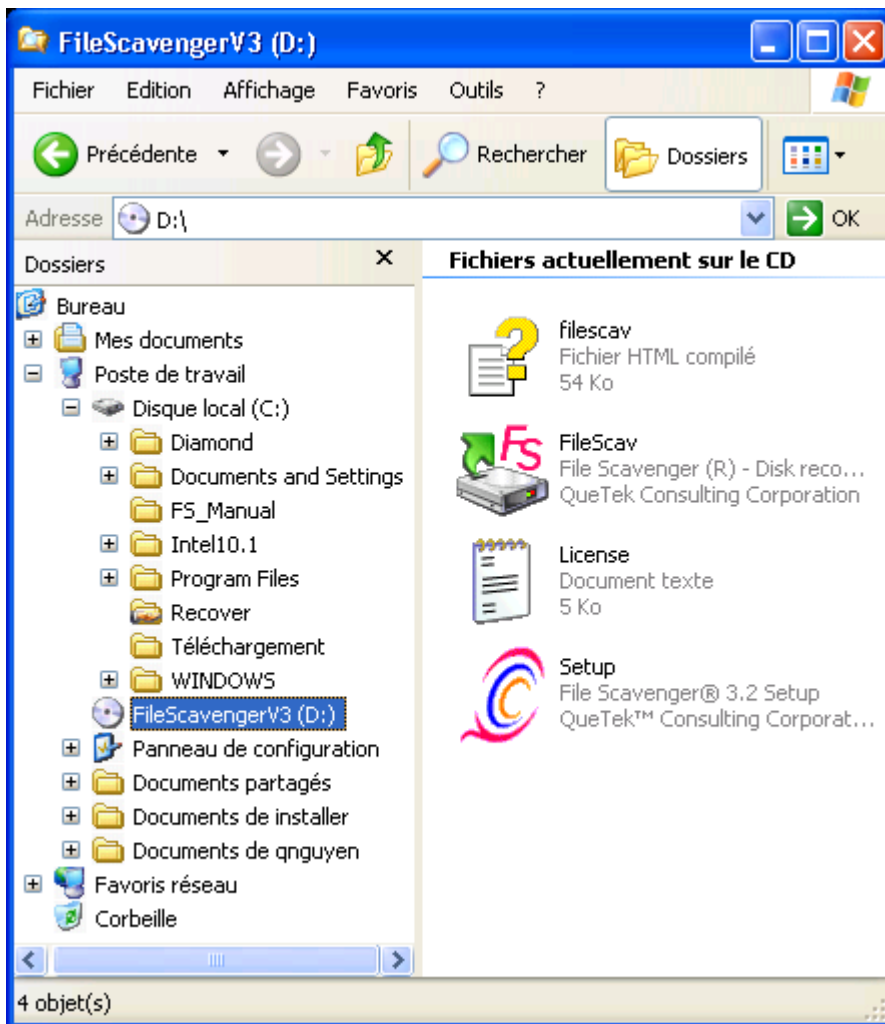 FileScavengerV3 (D:)
Fichier Edition Affichage Favoris Outils ?
Précédente Rechercher Dossiers
Adresse D:\ OK
Dossiers
Bureau
Mes documents
Poste de travail
Disque local (C:)
Diamond
Documents and Settings
FS_Manual
Intel10.1
Program Files
Recover
Téléchargement
WINDOWS
FileScavengerV3 (D:)
Panneau de configuration
Documents partagés
Documents de installer
Documents de qnguyen
Favoris réseau
Corbeille
Fichiers actuellement sur le CD
filescav
Fichier HTML compilé
54 Ko
FS
FileScav
File Scavenger (R) - Disk reco...
QueTek Consulting Corporation
License
Document texte
5 Ko
Setup
File Scavenger® 3.2 Setup
QueTek™ Consulting Corporat...
4 objet(s)